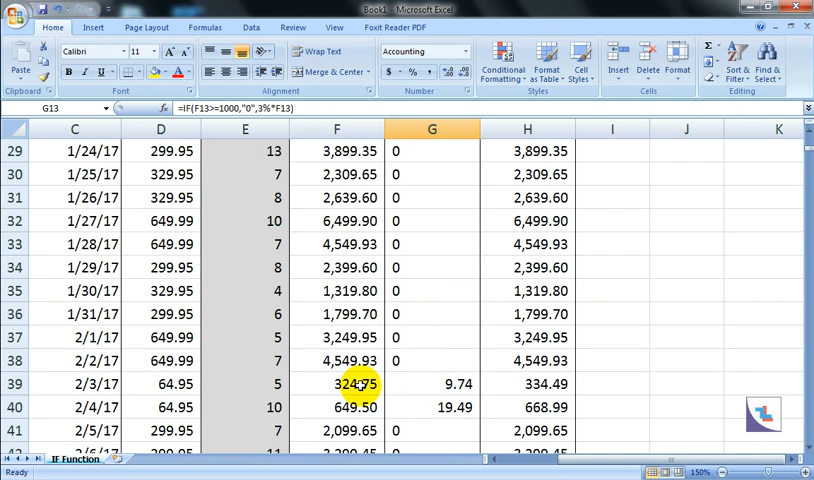 Book1 - Microsoft Excel
Home Insert Page Layout Formulas Data Review View Foxit Reader PDF
Paste Calibri 11 A A Wrap Text Accounting Conditional Formatting Format as Table Cell Styles Insert Delete Format Sort & Filter Find & Select
B I U A Merge & Center $ % ,
Clipboard Font Alignment Number Styles Cells Editing
G13 fx =IF(F13>=1000,"0",3%*F13)
C D E F G H I J K
29 1/24/17 299.95 13 3,899.35 0 3,899.35
30 1/25/17 329.95 7 2,309.65 0 2,309.65
31 1/26/17 329.95 8 2,639.60 0 2,639.60
32 1/27/17 649.99 10 6,499.90 0 6,499.90
33 1/28/17 649.99 7 4,549.93 0 4,549.93
34 1/29/17 299.95 8 2,399.60 0 2,399.60
35 1/30/17 329.95 4 1,319.80 0 1,319.80
36 1/31/17 299.95 6 1,799.70 0 1,799.70
37 2/1/17 649.99 5 3,249.95 0 3,249.95
38 2/2/17 649.99 7 4,549.93 0 4,549.93
39 2/3/17 64.95 5 324.75 9.74 334.49
40 2/4/17 64.95 10 649.50 19.49 668.99
41 2/5/17 299.95 7 2,099.65 0 2,099.65
IF Function
Ready 150%